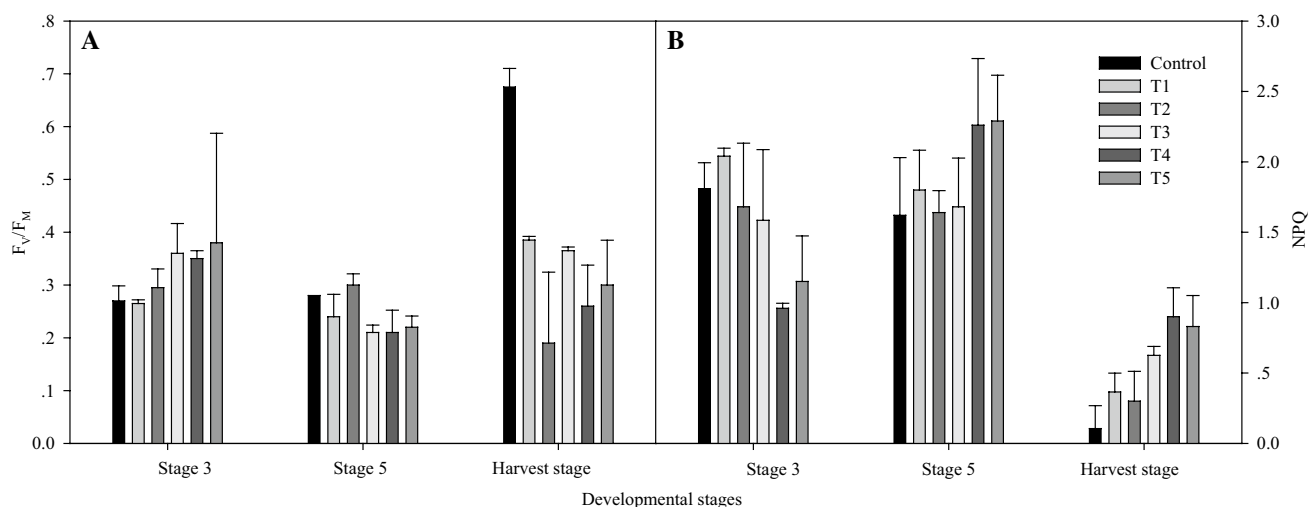 A
B
.8
.7
.6
.5
.4
.3
.2
.1
0.0
F_V/F_M
3.0
2.5
2.0
1.5
1.0
.5
0.0
NPQ
Control
T1
T2
T3
T4
T5
Stage 3
Stage 5
Harvest stage
Stage 3
Stage 5
Harvest stage
Developmental stages